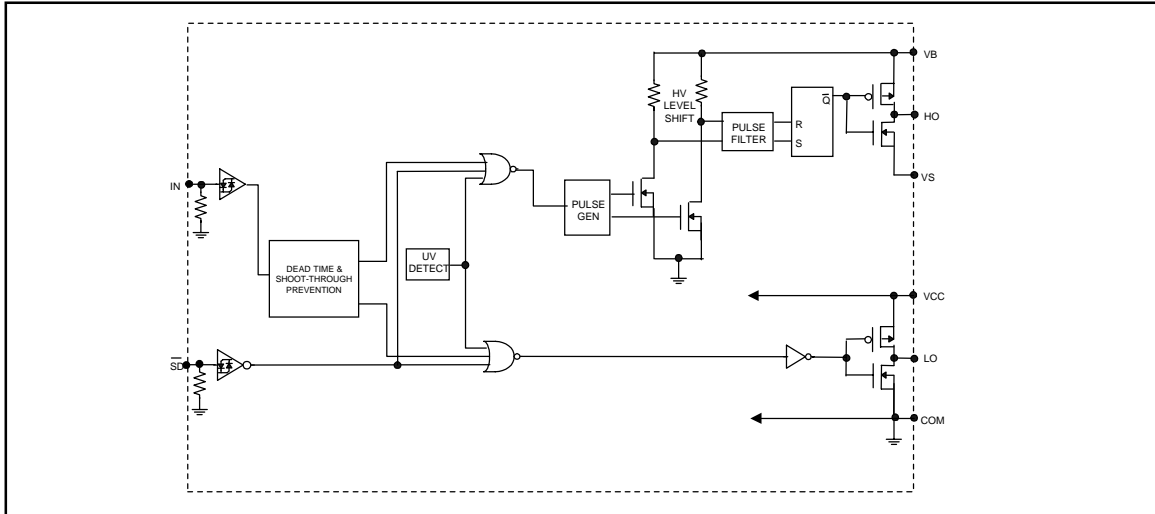 VB
HV
LEVEL
SHIFT
Q̅
PULSE
FILTER
R
S
HO
VS
IN
PULSE
GEN
DEAD TIME &
SHOOT-THROUGH
PREVENTION
UV
DETECT
VCC
S̅D̅
LO
COM